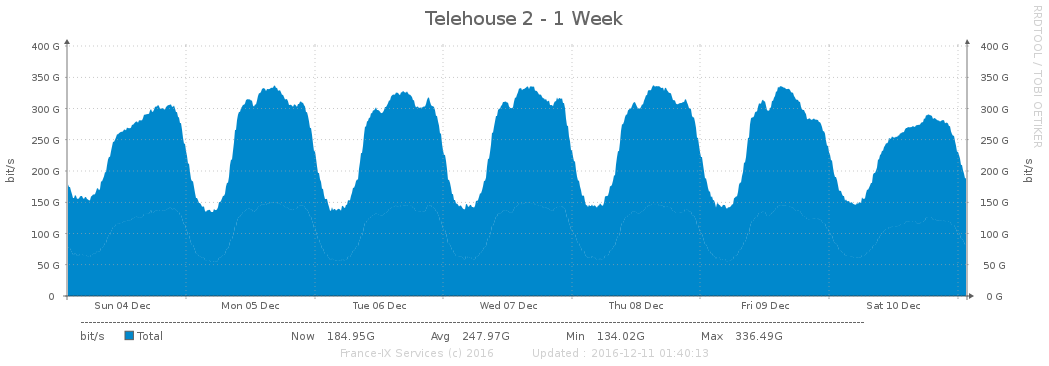 Telehouse 2 - 1 Week
RRDTOOL / TOBI OETIKER
400 G 400 G
350 G 350 G
300 G 300 G
250 G 250 G
200 G 200 G
150 G 150 G
100 G 100 G
50 G 50 G
0 0 G
bit/s bit/s
Sun 04 Dec Mon 05 Dec Tue 06 Dec Wed 07 Dec Thu 08 Dec Fri 09 Dec Sat 10 Dec
bit/s Total Now 184.95G Avg 247.97G Min 134.02G Max 336.49G
France-IX Services (c) 2016 Updated : 2016-12-11 01:40:13